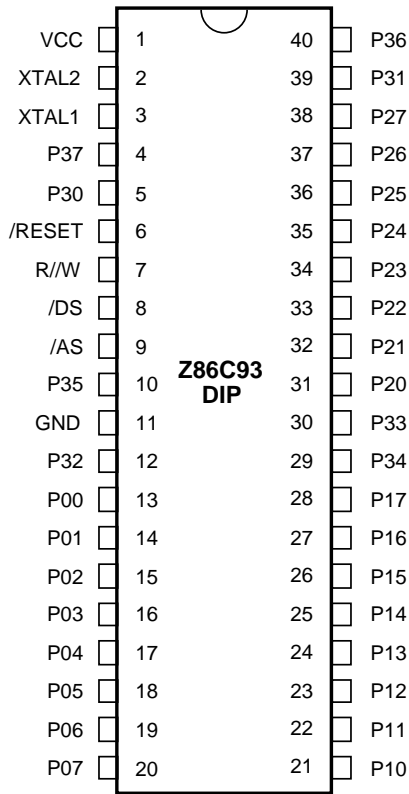 VCC 1 40 P36
XTAL2 2 39 P31
XTAL1 3 38 P27
P37 4 37 P26
P30 5 36 P25
/RESET 6 35 P24
R//W 7 34 P23
/DS 8 33 P22
/AS 9 32 P21
Z86C93
P35 10 31 P20
DIP
GND 11 30 P33
P32 12 29 P34
P00 13 28 P17
P01 14 27 P16
P02 15 26 P15
P03 16 25 P14
P04 17 24 P13
P05 18 23 P12
P06 19 22 P11
P07 20 21 P10